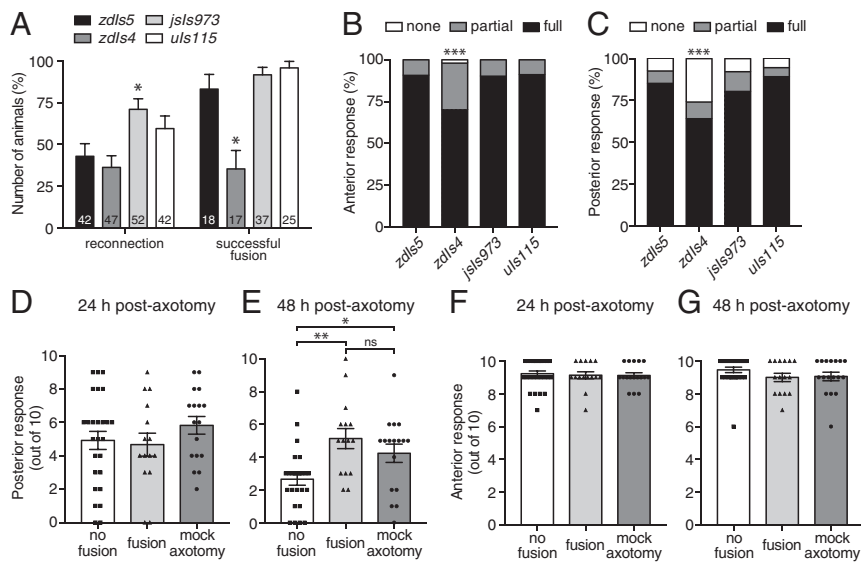 A
zdIs5
jsIs973
zdIs4
uIs115
Number of animals (%)
100
75
50
25
0
*
*
42
47
52
42
18
17
37
25
reconnection
successful
fusion
B
none
partial
full
***
Anterior response (%)
100
75
50
25
0
zdIs5
zdIs4
jsIs973
uIs115
C
none
partial
full
***
Posterior response (%)
100
75
50
25
0
zdIs5
zdIs4
jsIs973
uIs115
D
24 h post-axotomy
Posterior response
(out of 10)
10
8
6
4
2
0
no
fusion
fusion
mock
axotomy
E
48 h post-axotomy
*
**
ns
10
8
6
4
2
0
no
fusion
fusion
mock
axotomy
F
24 h post-axotomy
Anterior response
(out of 10)
10
8
6
4
2
0
no
fusion
fusion
mock
axotomy
G
48 h post-axotomy
10
8
6
4
2
0
no
fusion
fusion
mock
axotomy